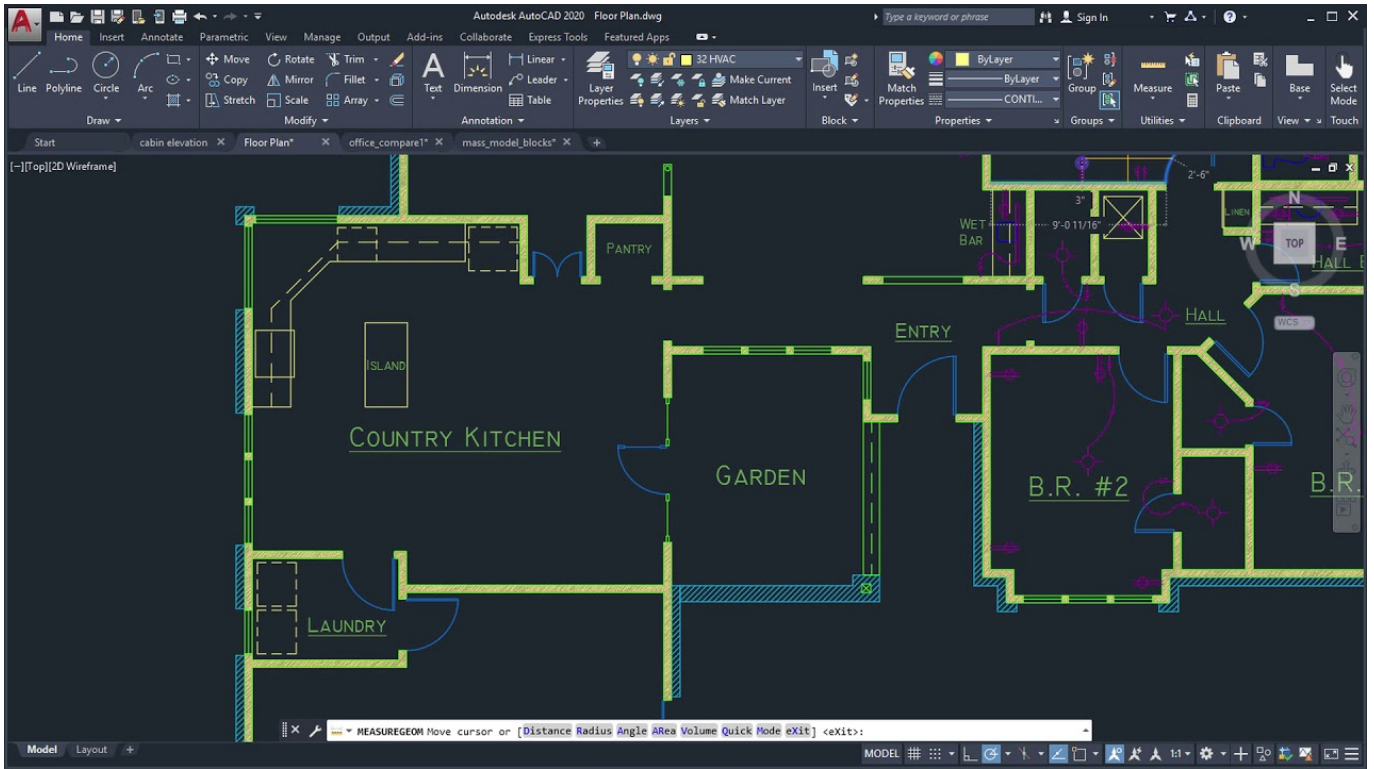 Autodesk AutoCAD 2020 Floor Plan.dwg
Type a keyword or phrase
Sign In
Home Insert Annotate Parametric View Manage Output Add-ins Collaborate Express Tools Featured Apps
Line Polyline Circle Arc
Move Rotate Trim
Copy Mirror Fillet
Stretch Scale Array
Text Dimension
Linear
Leader
Table
Layer Properties
32 HVAC
Make Current
Match Layer
Insert
Match Properties
ByLayer
ByLayer
CONTI...
Group
Measure
Paste
Base
Select Mode
Draw Modify Annotation Layers Block Properties Groups Utilities Clipboard View Touch
Start cabin elevation Floor Plan* office_compare1* mass_model_blocks*
[-][Top][2D Wireframe]
2'-6"
3"
9'-0 11/16"
WET
BAR
LINEN
N
W TOP E
S
WCS
PANTRY
HALL
ENTRY
ISLAND
COUNTRY KITCHEN
GARDEN
B.R. #2
B.R.
LAUNDRY
MEASUREGEOM Move cursor or [Distance Radius Angle ARea Volume Quick Mode eXit] <eXit>:
Model Layout
MODEL 1:1